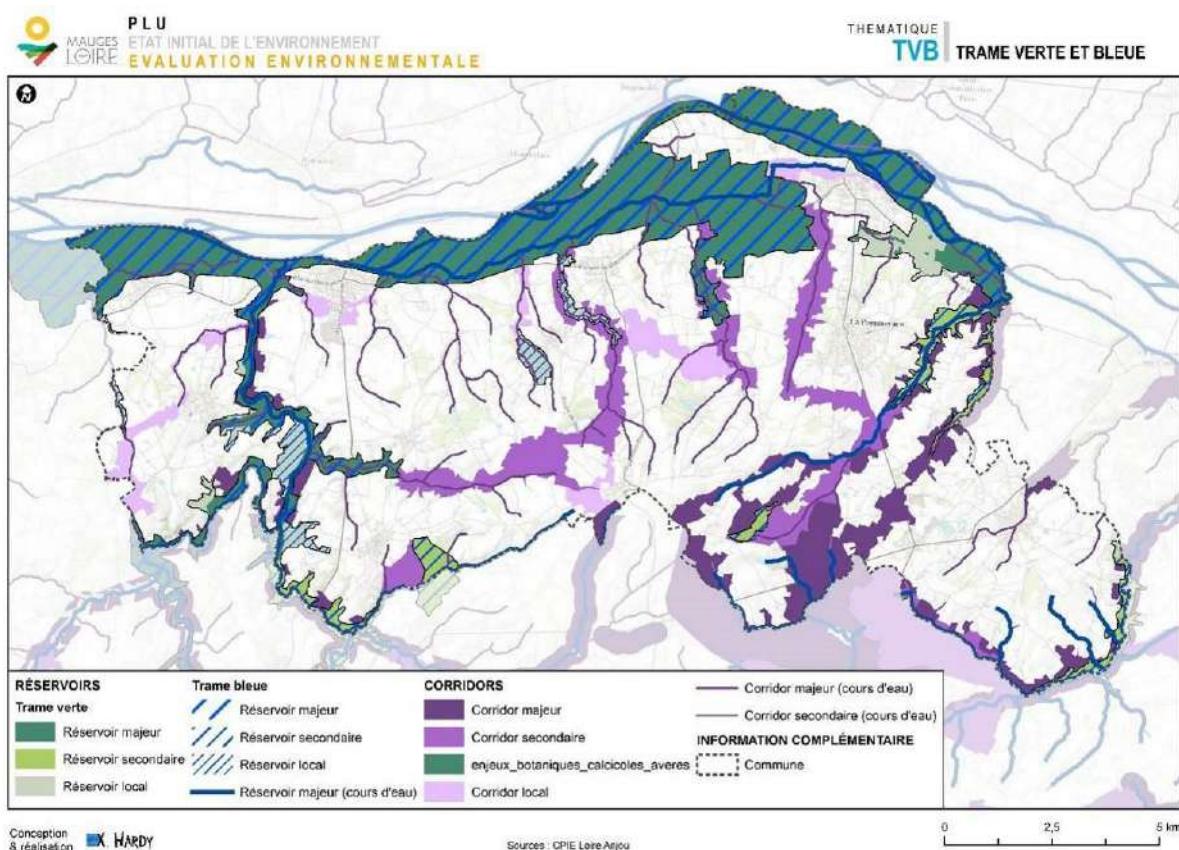 PLU
MAUGES
LOIRE
ETAT INITIAL DE L'ENVIRONNEMENT
EVALUATION ENVIRONNEMENTALE
THEMATIQUE
TVB
TRAME VERTE ET BLEUE
RÉSERVOIRS
Trame verte
Réservoir majeur
Réservoir secondaire
Réservoir local
Trame bleue
Réservoir majeur
Réservoir secondaire
Réservoir local
Réservoir majeur (cours d'eau)
CORRIDORS
Corridor majeur
Corridor secondaire
enjeux_botaniques_calcicoles_averes
Corridor local
Corridor majeur (cours d'eau)
Corridor secondaire (cours d'eau)
INFORMATION COMPLÉMENTAIRE
Commune
Conception
& réalisation
X. HARDY
Sources : CPIE Loire Anjou
0 2,5 5 km